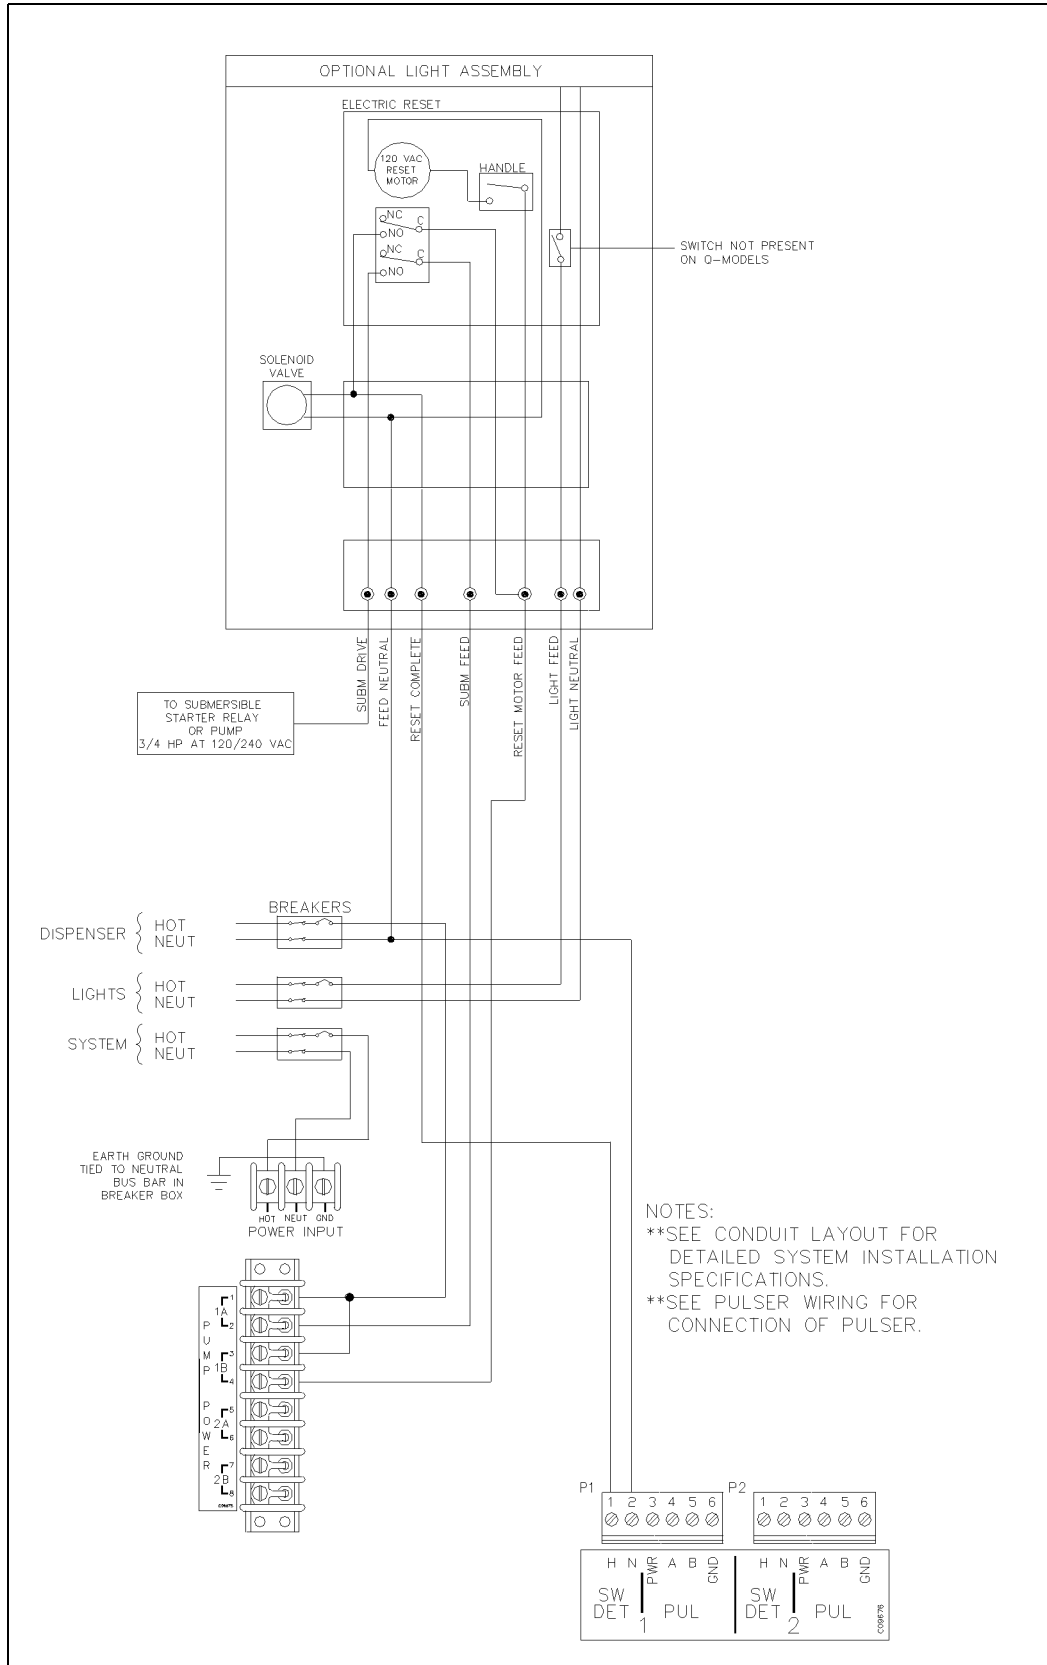 OPTIONAL LIGHT ASSEMBLY
ELECTRIC RESET
120 VAC
RESET
MOTOR
HANDLE
NC
C
NO
NC
C
NO
SWITCH NOT PRESENT
ON Q-MODELS
SOLENOID
VALVE
SUBM DRIVE
FEED NEUTRAL
RESET COMPLETE
SUBM FEED
RESET MOTOR FEED
LIGHT FEED
LIGHT NEUTRAL
TO SUBMERSIBLE
STARTER RELAY
OR PUMP
3/4 HP AT 120/240 VAC
BREAKERS
DISPENSER { HOT
NEUT
LIGHTS { HOT
NEUT
SYSTEM { HOT
NEUT
EARTH GROUND
TIED TO NEUTRAL
BUS BAR IN
BREAKER BOX
HOT NEUT GND
POWER INPUT
NOTES:
**SEE CONDUIT LAYOUT FOR
DETAILED SYSTEM INSTALLATION
SPECIFICATIONS.
**SEE PULSER WIRING FOR
CONNECTION OF PULSER.
PUMP POWER
1
1A
2
3
1B
4
5
2A
6
7
2B
8
C09675
P1
1 2 3 4 5 6
P2
1 2 3 4 5 6
H N PWR A B GND
SW
DET 1 PUL
H N PWR A B GND
SW
DET 2 PUL
C09676